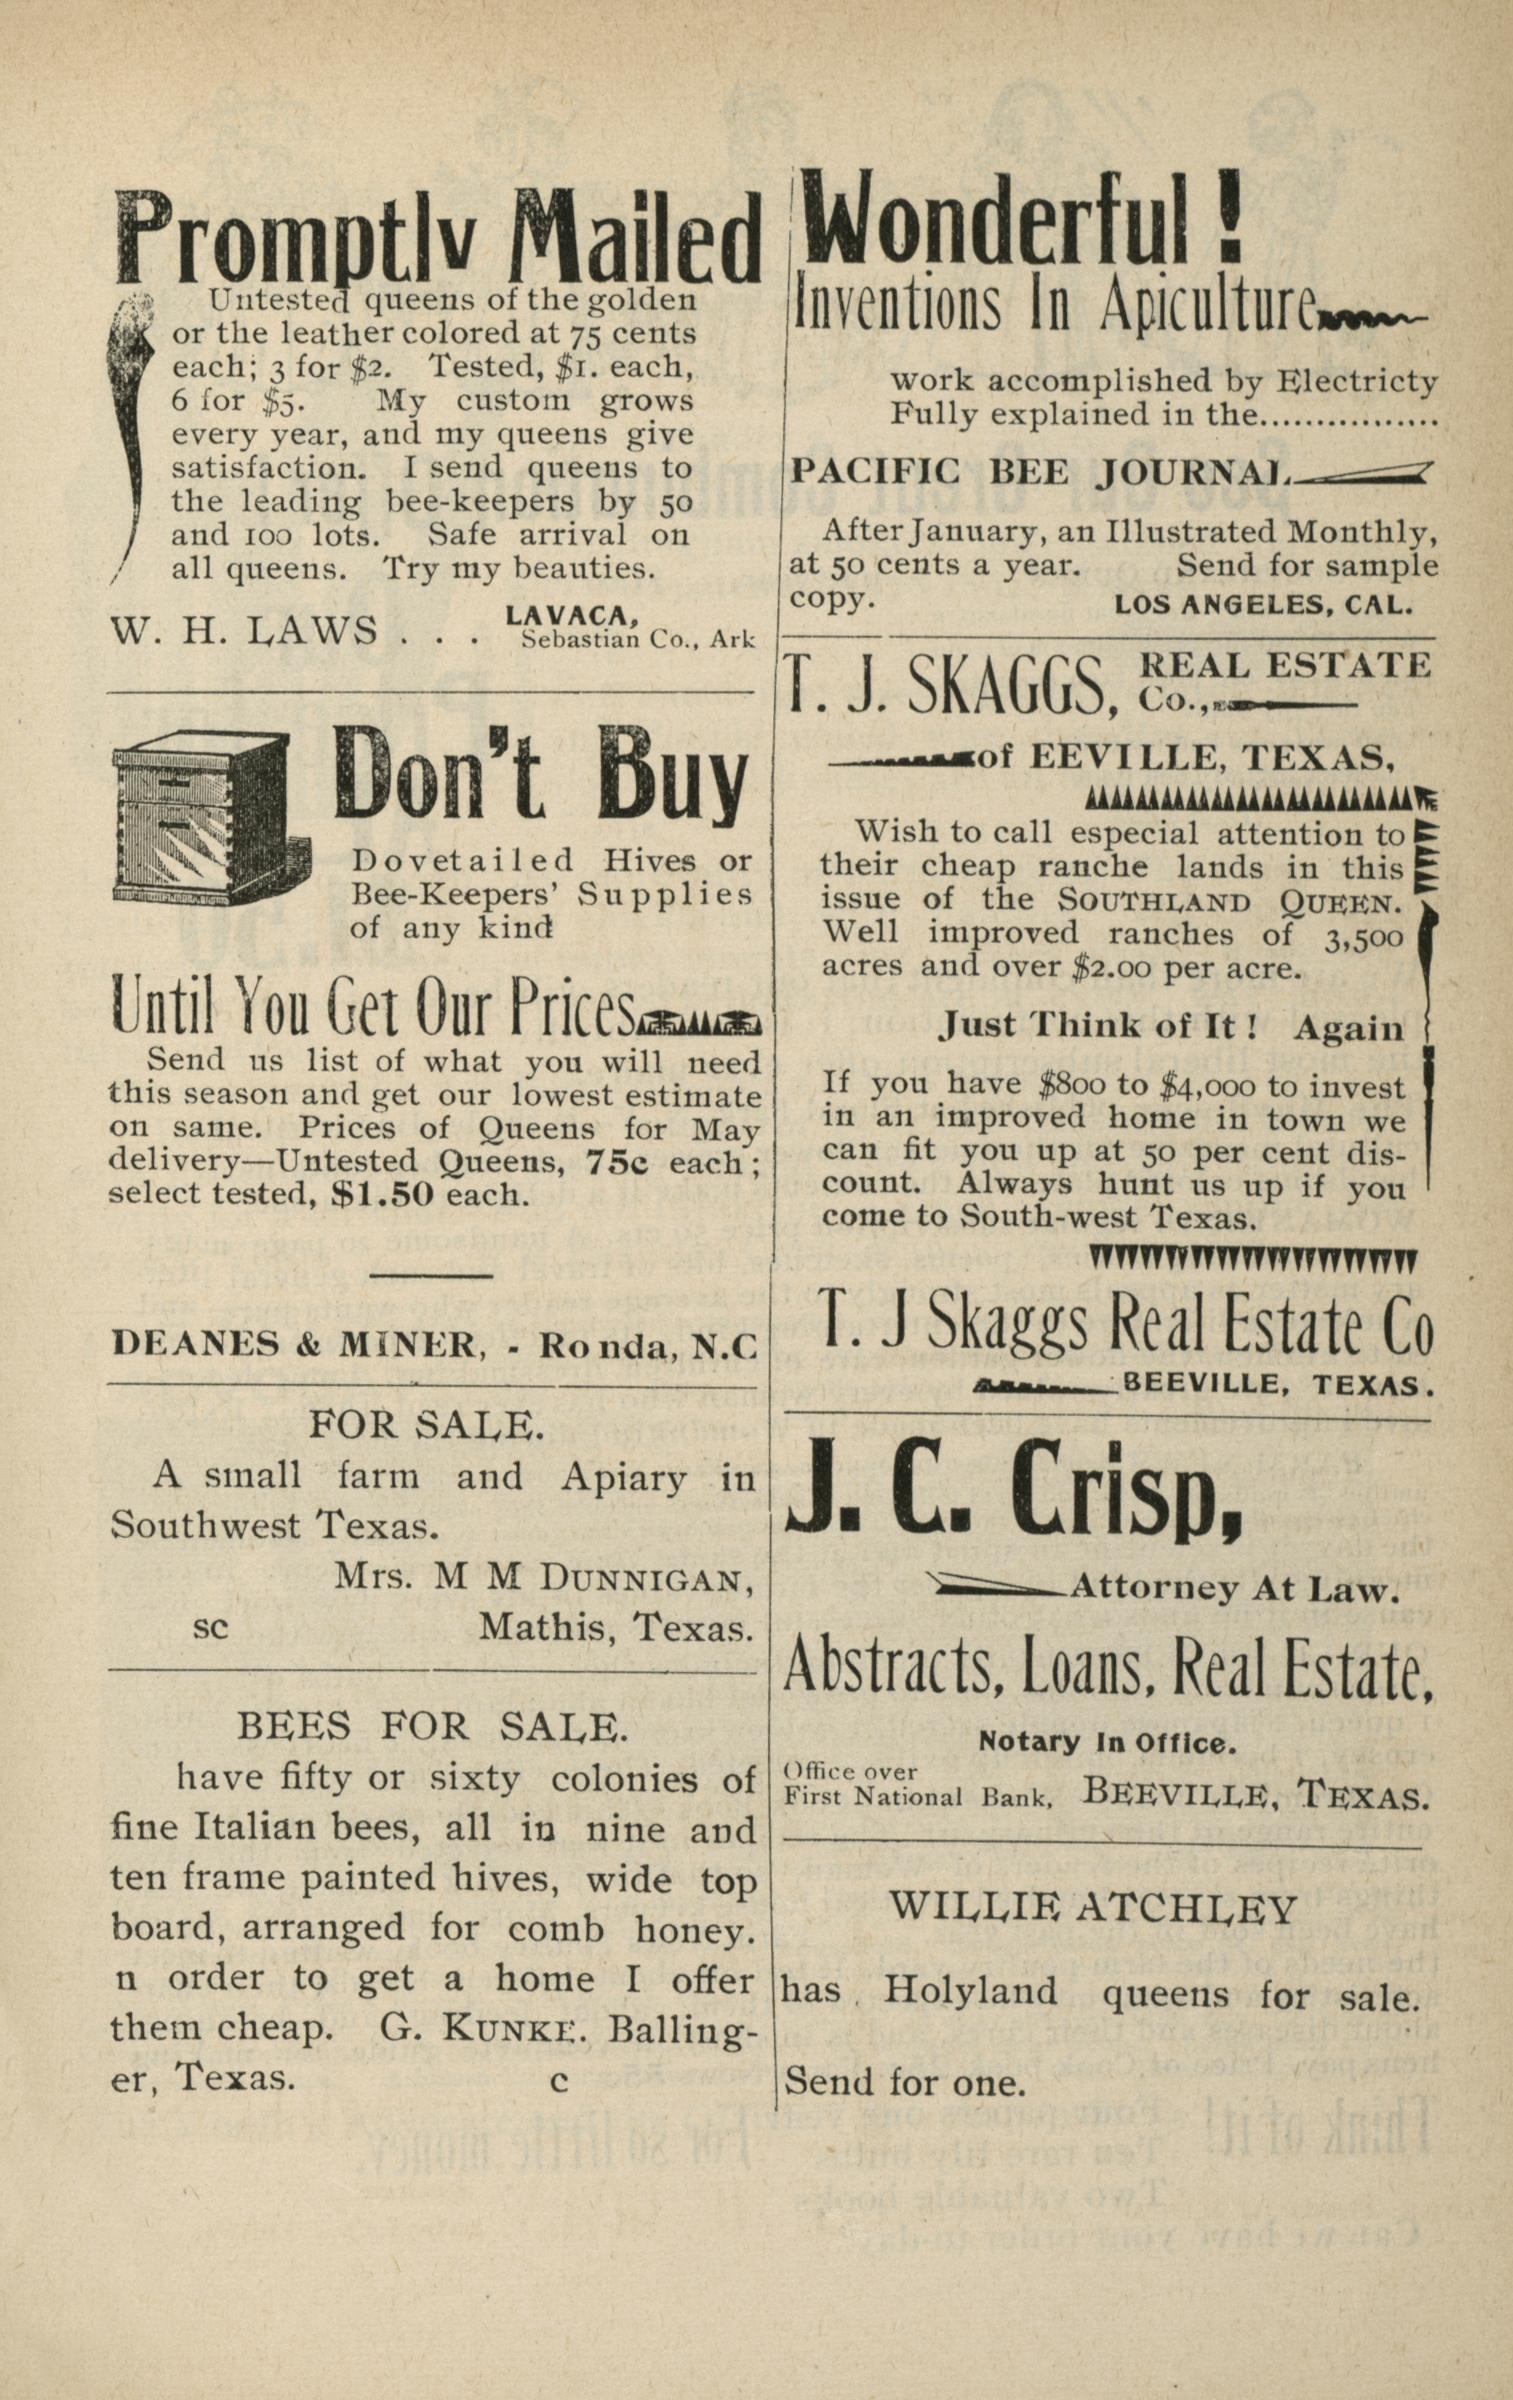 Promptly Mailed
Untested queens of the golden
or the leather colored at 75 cents
each; 3 for $2. Tested, $1. each,
6 for $5. My custom grows
every year, and my queens give
satisfaction. I send queens to
the leading bee-keepers by 50
and 100 lots. Safe arrival on
all queens. Try my beauties.
W. H. LAWS . . . LAVACA,
Sebastian Co., Ark
Don't Buy
Dovetailed Hives or
Bee-Keepers' Supplies
of any kind
Until You Get Our Prices
Send us list of what you will need
this season and get our lowest estimate
on same. Prices of Queens for May
delivery—Untested Queens, 75c each;
select tested, $1.50 each.
DEANES & MINER, - Ronda, N.C
FOR SALE.
A small farm and Apiary in
Southwest Texas.
Mrs. M M DUNNIGAN,
sc Mathis, Texas.
BEES FOR SALE.
have fifty or sixty colonies of
fine Italian bees, all in nine and
ten frame painted hives, wide top
board, arranged for comb honey.
n order to get a home I offer
them cheap. G. KUNKE. Balling-
er, Texas. c
Wonderful!
Inventions In Apiculture
work accomplished by Electricty
Fully explained in the................
PACIFIC BEE JOURNAL
After January, an Illustrated Monthly,
at 50 cents a year. Send for sample
copy. LOS ANGELES, CAL.
T. J. SKAGGS, REAL ESTATE
Co.,
of EEVILLE, TEXAS,
Wish to call especial attention to
their cheap ranche lands in this
issue of the SOUTHLAND QUEEN.
Well improved ranches of 3,500
acres and over $2.00 per acre.
Just Think of It! Again
If you have $800 to $4,000 to invest
in an improved home in town we
can fit you up at 50 per cent dis-
count. Always hunt us up if you
come to South-west Texas.
T. J Skaggs Real Estate Co
BEEVILLE, TEXAS.
J. C. Crisp,
Attorney At Law.
Abstracts, Loans, Real Estate,
Notary In Office.
Office over
First National Bank, BEEVILLE, TEXAS.
WILLIE ATCHLEY
has Holyland queens for sale.
Send for one.